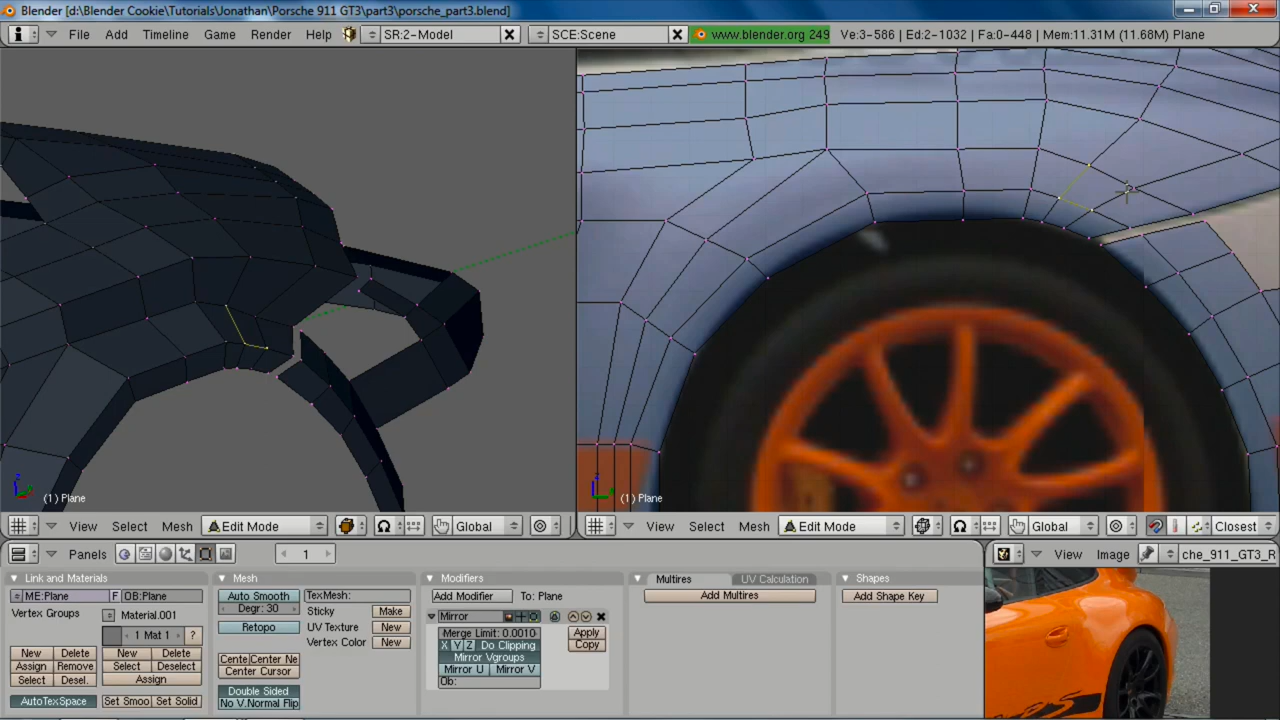 Blender [d:\Blender Cookie\Tutorials\Jonathan\Porsche 911 GT3\part3\porsche_part3.blend]
File Add Timeline Game Render Help SR:2-Model SCE:Scene www.blender.org 249 Ve:3-586 | Ed:2-1032 | Fa:0-448 | Mem:11.31M (11.68M) Plane
(1) Plane
(1) Plane
View Select Mesh Edit Mode Global
View Select Mesh Edit Mode Global Closest
Panels 1
View Image che_911_GT3_R
Link and Materials
ME:Plane F OB:Plane
Vertex Groups
Material.001
1 Mat 1 ?
New Delete New Delete
Assign Remove Select Deselect
Select Desel. Assign
AutoTexSpace Set Smoo Set Solid
Mesh
Auto Smooth TexMesh:
Degr: 30 Sticky Make
Retopo UV Texture New
Vertex Color New
Cente Center Ne
Center Cursor
Double Sided
No V.Normal Flip
Modifiers
Add Modifier To: Plane
Mirror
Merge Limit: 0.0010 Apply
X Y Z Do Clipping Copy
Mirror Vgroups
Mirror U Mirror V
Ob:
Multires UV Calculation
Add Multires
Shapes
Add Shape Key